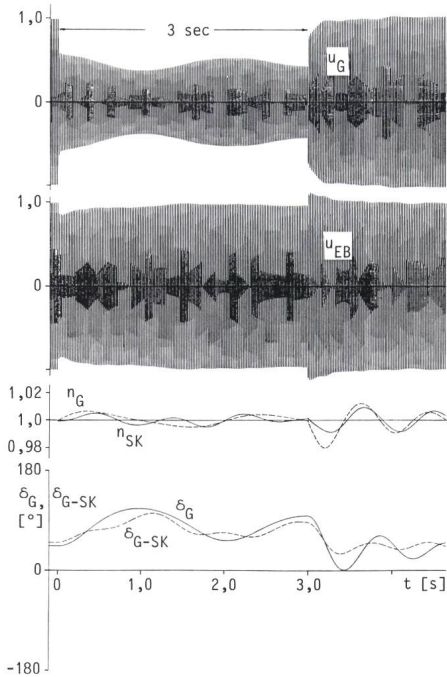 1,0
3 sec
u_G
0
1,0
u_EB
0
1,02
n_G
1,0
n_SK
0,98
180
δ_G, δ_G-SK
[°]
δ_G
δ_G-SK
0
0 1,0 2,0 3,0 t [s]
-180